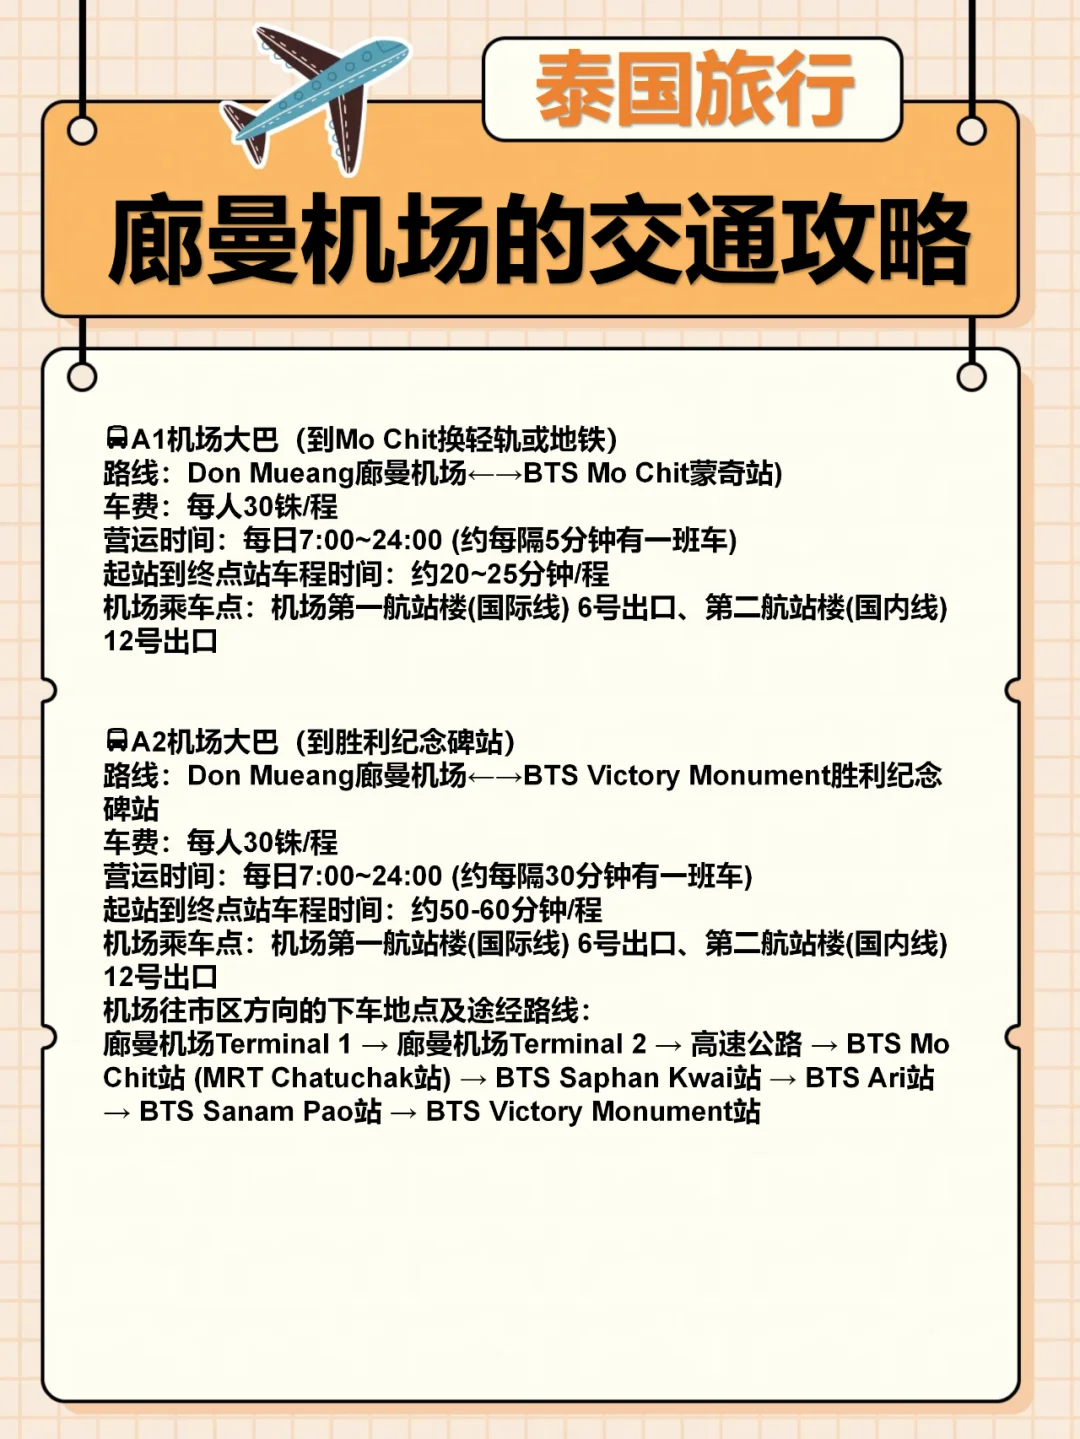 泰国旅行
廊曼机场的交通攻略
A1机场大巴（到Mo Chit换轻轨或地铁）
路线：Don Mueang廊曼机场←→BTS Mo Chit蒙奇站)
车费：每人30铢/程
营运时间：每日7:00~24:00 (约每隔5分钟有一班车)
起站到终点站车程时间：约20~25分钟/程
机场乘车点：机场第一航站楼(国际线) 6号出口、第二航站楼(国内线)
12号出口
A2机场大巴（到胜利纪念碑站）
路线：Don Mueang廊曼机场←→BTS Victory Monument胜利纪念
碑站
车费：每人30铢/程
营运时间：每日7:00~24:00 (约每隔30分钟有一班车)
起站到终点站车程时间：约50-60分钟/程
机场乘车点：机场第一航站楼(国际线) 6号出口、第二航站楼(国内线)
12号出口
机场往市区方向的下车地点及途经路线：
廊曼机场Terminal 1 → 廊曼机场Terminal 2 → 高速公路 → BTS Mo
Chit站 (MRT Chatuchak站) → BTS Saphan Kwai站 → BTS Ari站
→ BTS Sanam Pao站 → BTS Victory Monument站